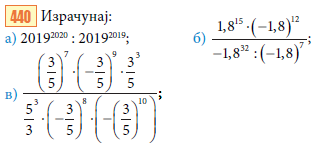 440 Израчунај:
а) 2019²⁰²⁰ : 2019²⁰¹⁹;
б) (1,8¹⁵ · (−1,8)¹²) / (−1,8³² : (−1,8)⁷);
в) ((3/5)⁷ · (−3/5)⁹ · 3³/5) / (5³/3 · (−3/5)⁸ · (−(3/5)¹⁰));